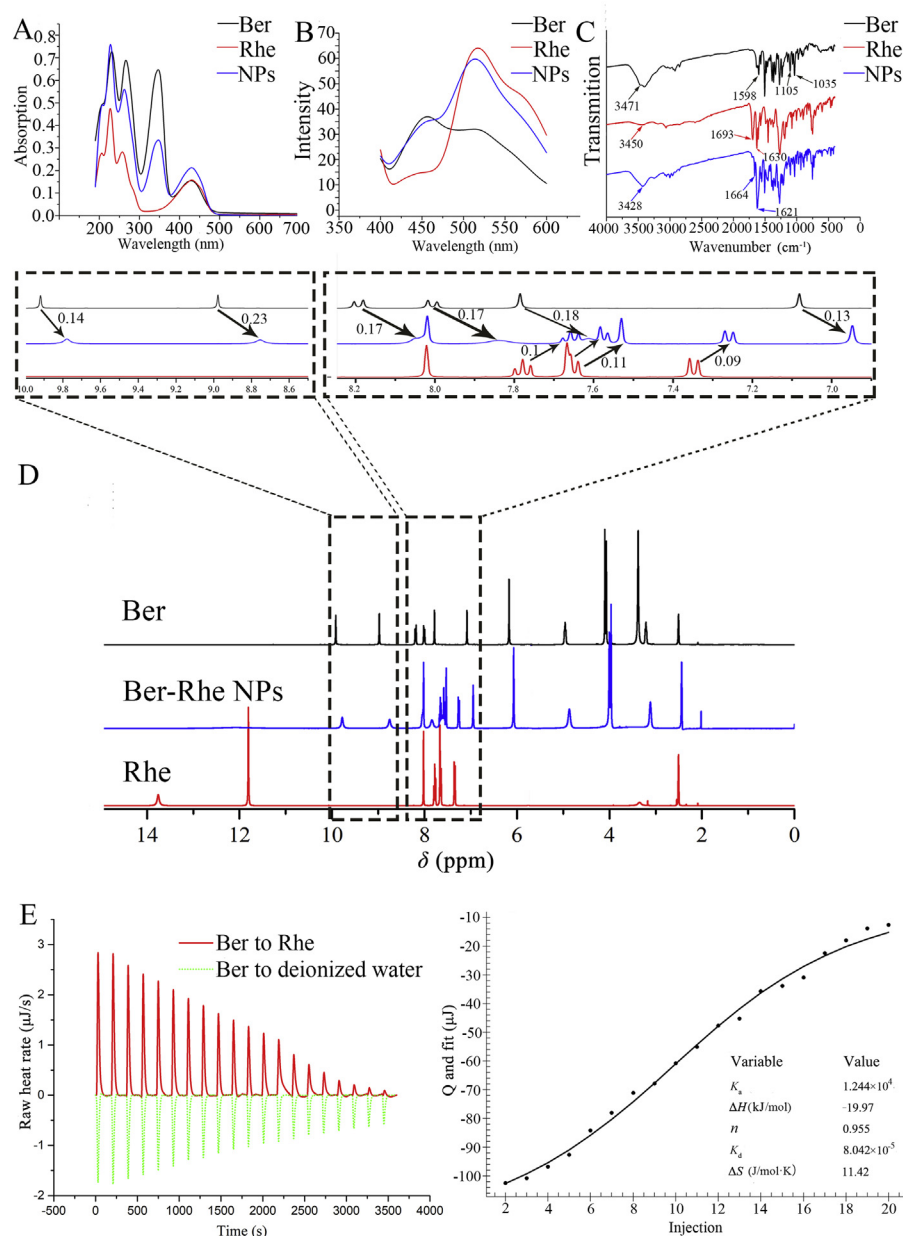 A
Ber
Rhe
NPs
Absorption
0.85
0.8
0.7
0.6
0.5
0.4
0.3
0.2
0.1
0.0
200 300 400 500 600 700
Wavelength (nm)
B
Ber
Rhe
NPs
Intensity
70
60
50
40
30
20
10
0
350 400 450 500 550 600
Wavelength (nm)
C
Ber
Rhe
NPs
Transmition
3471
1598
1105
1035
3450
1693
1630
3428
1664
1621
4000 3500 3000 2500 2000 1500 1000 500 0
Wavenumber (cm⁻¹)
0.14
0.23
10.0 9.8 9.6 9.4 9.2 9.0 8.8 8.6
0.17
0.17
0.18
0.13
0.1
0.11
0.09
8.2 8.0 7.8 7.6 7.4 7.2 7.0
D
Ber
Ber-Rhe NPs
Rhe
14 12 10 8 6 4 2 0
δ (ppm)
E
Ber to Rhe
Ber to deionized water
Raw heat rate (μJ/s)
3
2
1
0
-1
-2
-500 0 500 1000 1500 2000 2500 3000 3500 4000
Time (s)
Q and fit (μJ)
-10
-20
-30
-40
-50
-60
-70
-80
-90
-100
Variable Value
Kₐ 1.244×10⁴
ΔH(kJ/mol) -19.97
n 0.955
K_d 8.042×10⁻⁵
ΔS (J/mol·K) 11.42
2 4 6 8 10 12 14 16 18 20
Injection